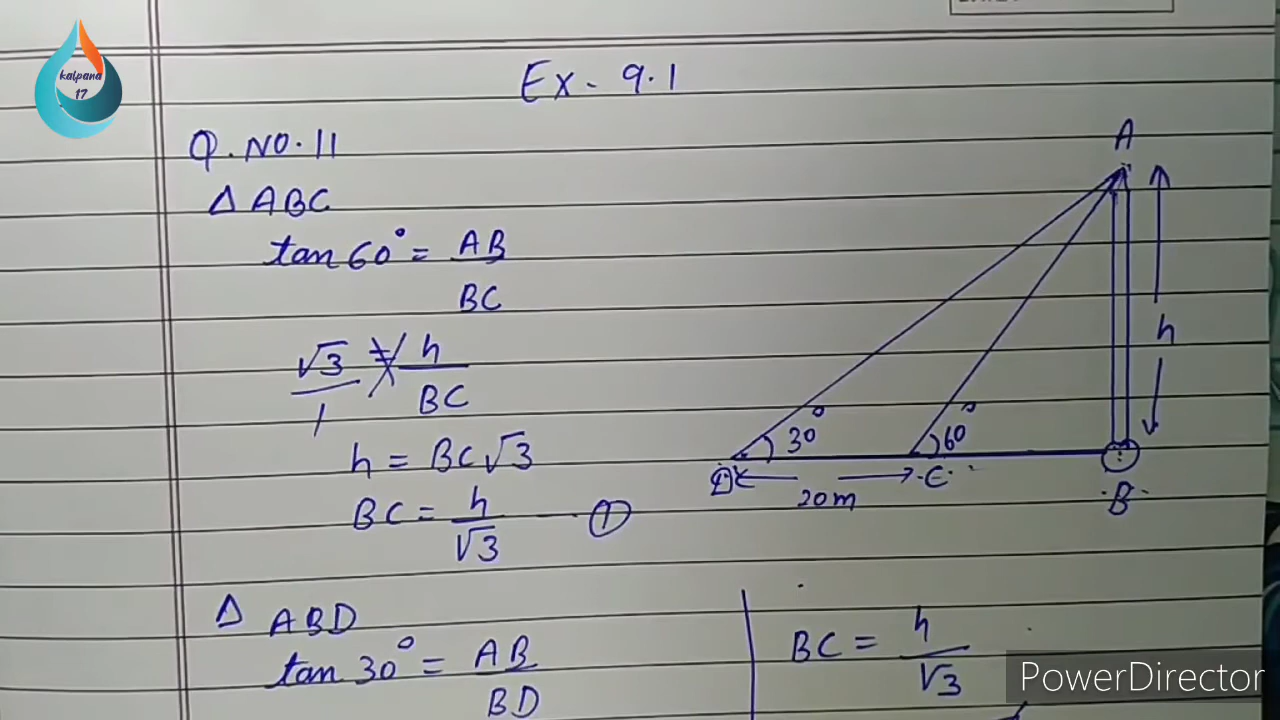 kalpana
17
Ex- 9.1
Q.NO.11
Δ ABC
tan 60° = AB
BC
√3 = h
1 BC
h = BC√3
BC = h
√3
①
Δ ABD
tan 30° = AB
BD
A
h
30°
60°
D
C
20m
B
BC = h
√3
PowerDirector